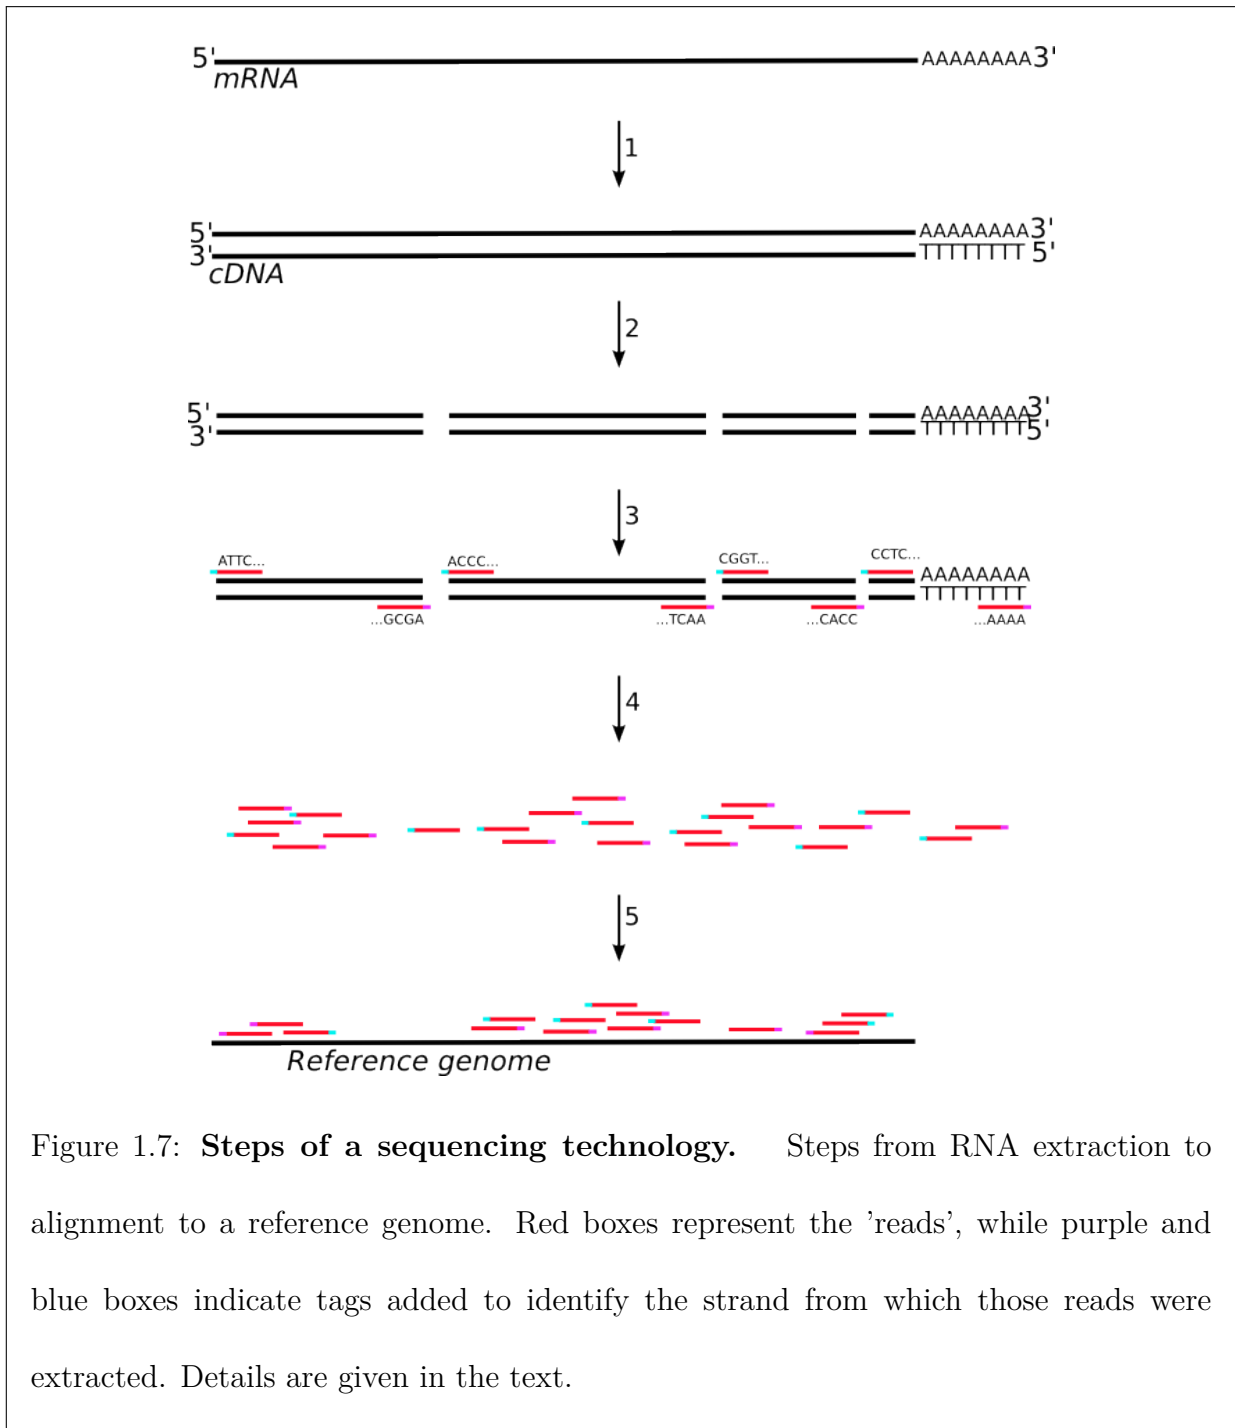 5' AAAAAAAA3'
mRNA
1
5' AAAAAAAA3'
3' TTTTTTTT 5'
cDNA
2
5' AAAAAAAA3'
3' TTTTTTTT5'
3
ATTC... ACCC... CGGT... CCTC...
AAAAAAAA
TTTTTTTT
...GCGA ...TCAA ...CACC ...AAAA
4
5
Reference genome
Figure 1.7: Steps of a sequencing technology. Steps from RNA extraction to
alignment to a reference genome. Red boxes represent the 'reads', while purple and
blue boxes indicate tags added to identify the strand from which those reads were
extracted. Details are given in the text.